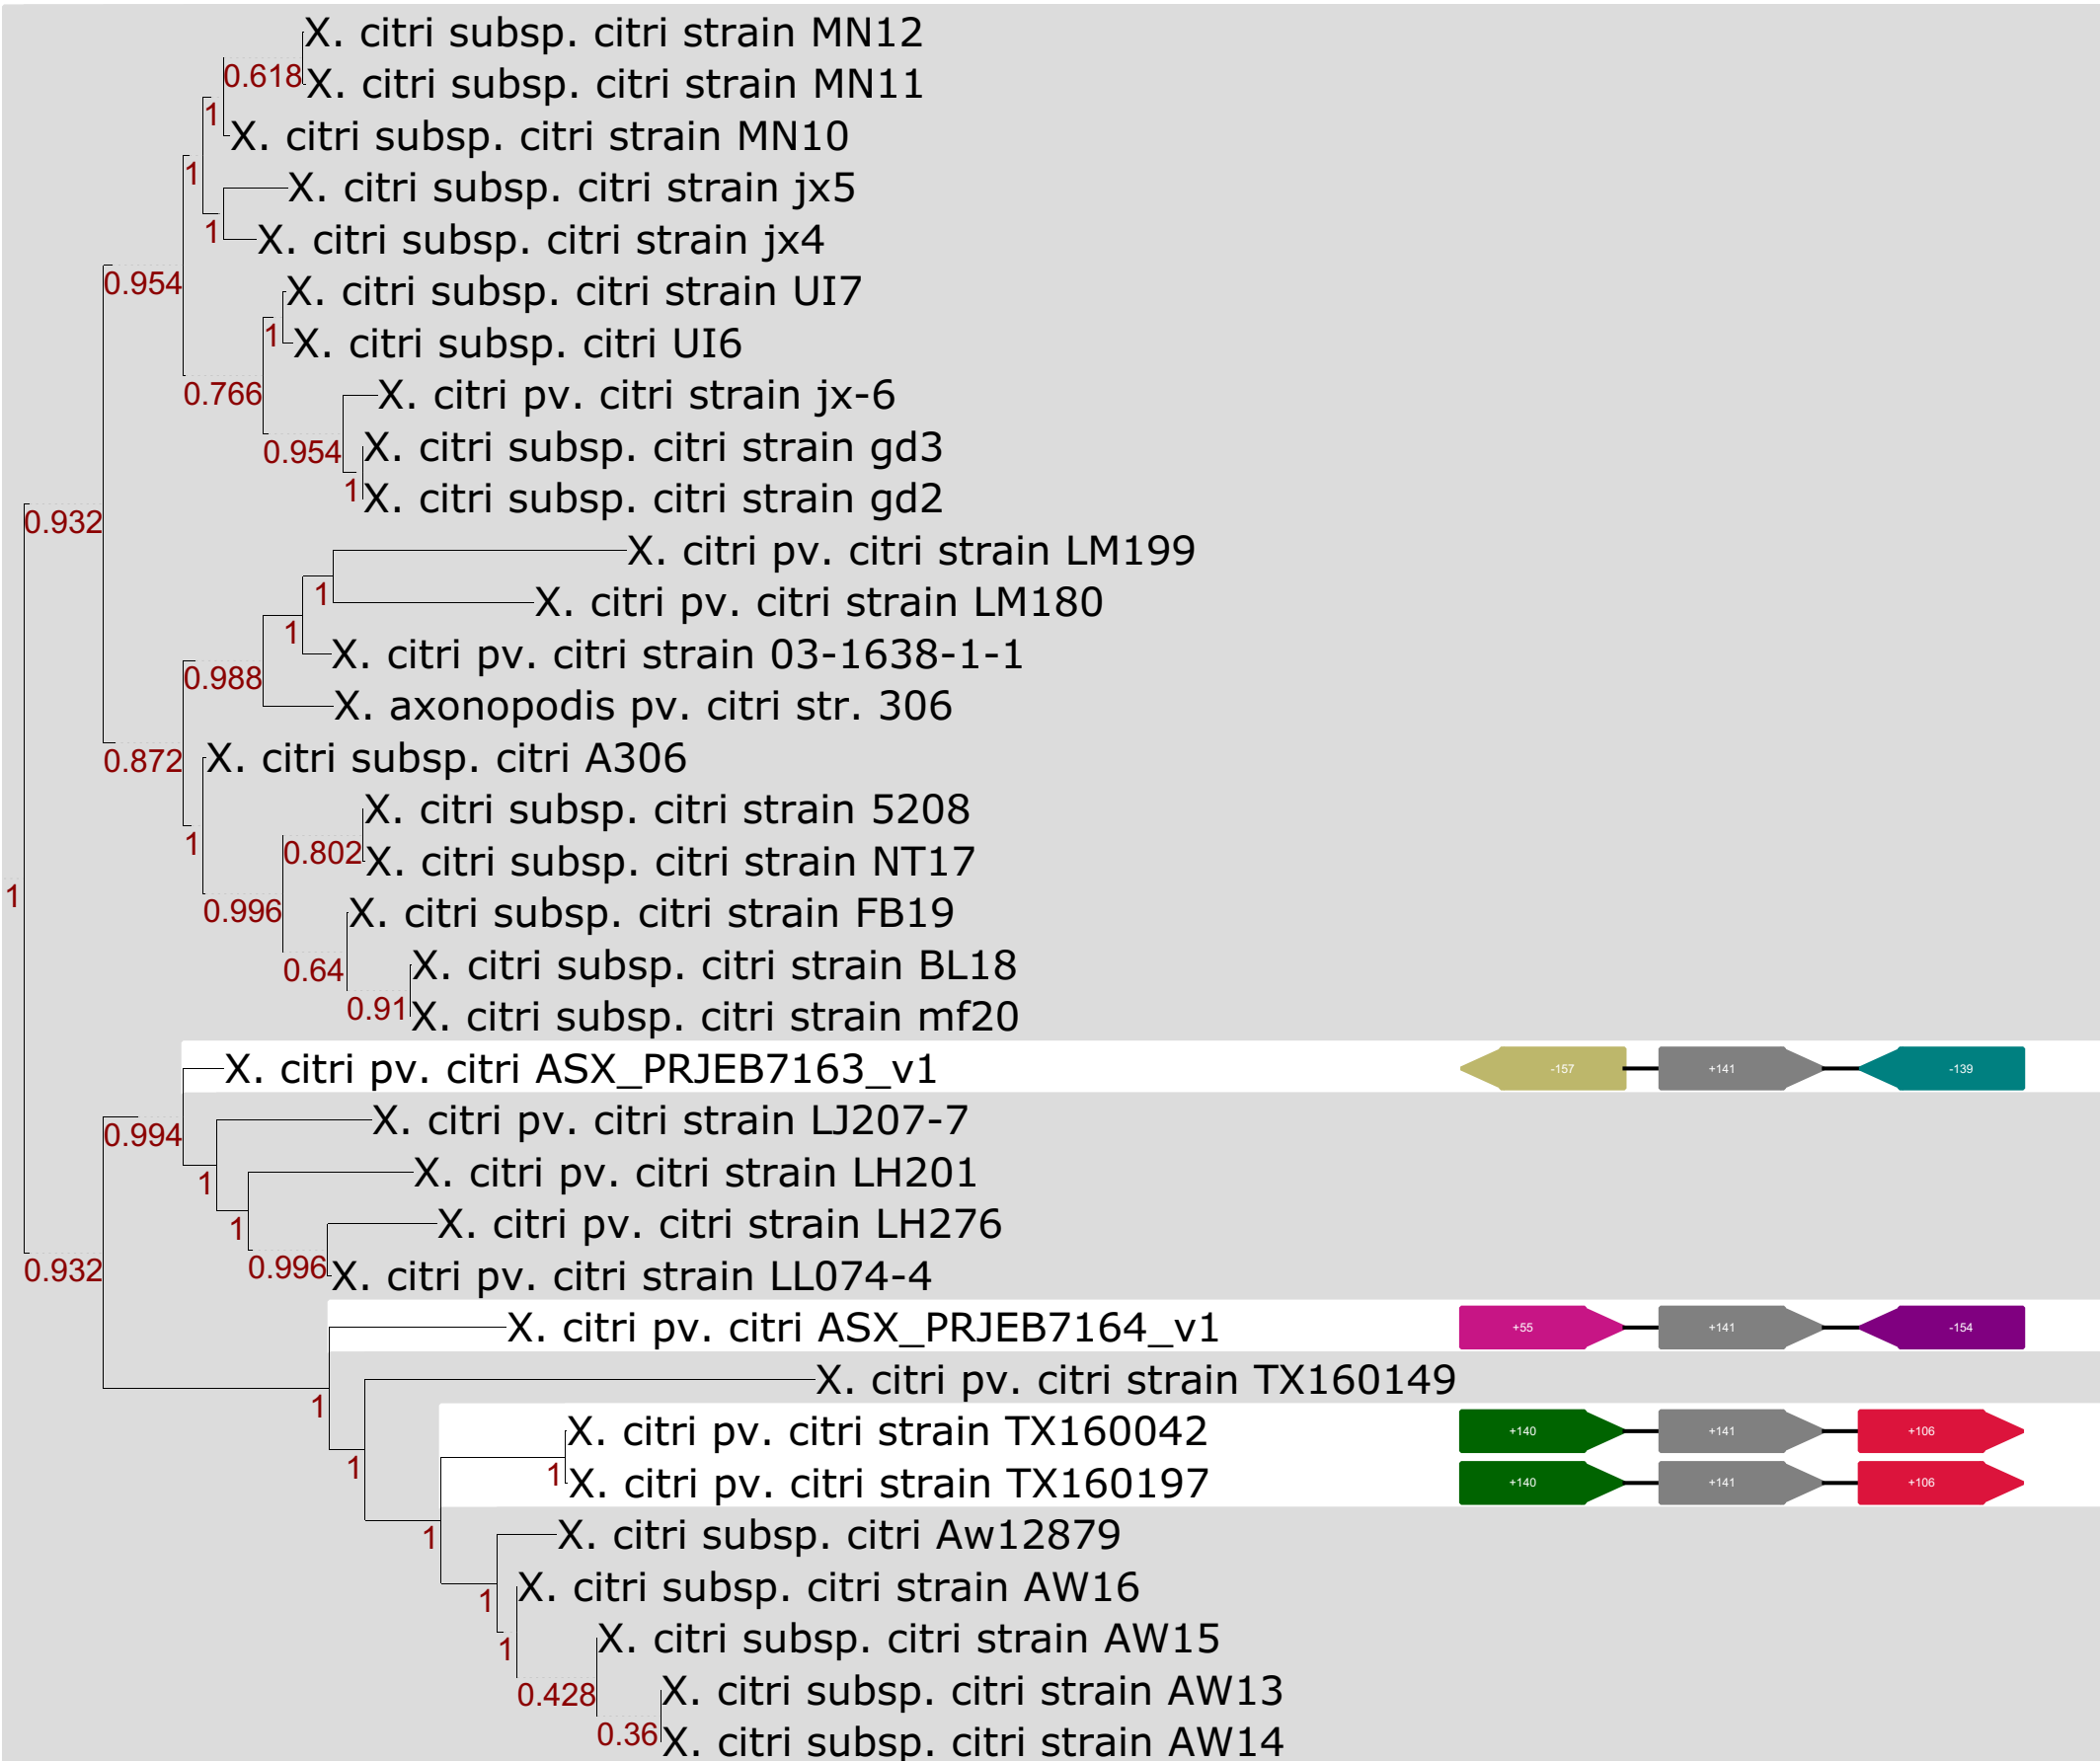 X. citri subsp. citri strain MN12
0.618
X. citri subsp. citri strain MN11
1
X. citri subsp. citri strain MN10
1
X. citri subsp. citri strain jx5
1
X. citri subsp. citri strain jx4
0.954
X. citri subsp. citri strain UI7
1
X. citri subsp. citri UI6
0.766
X. citri pv. citri strain jx-6
0.954
X. citri subsp. citri strain gd3
1
X. citri subsp. citri strain gd2
0.932
X. citri pv. citri strain LM199
1
X. citri pv. citri strain LM180
1
X. citri pv. citri strain 03-1638-1-1
0.988
X. axonopodis pv. citri str. 306
0.872
X. citri subsp. citri A306
1
X. citri subsp. citri strain 5208
0.802
X. citri subsp. citri strain NT17
1
0.996
X. citri subsp. citri strain FB19
0.64
X. citri subsp. citri strain BL18
0.91
X. citri subsp. citri strain mf20
X. citri pv. citri ASX_PRJEB7163_v1 -157 +141 -139
0.994
X. citri pv. citri strain LJ207-7
1
X. citri pv. citri strain LH201
1
X. citri pv. citri strain LH276
0.932
0.996
X. citri pv. citri strain LL074-4
X. citri pv. citri ASX_PRJEB7164_v1 +55 +141 -154
1
X. citri pv. citri strain TX160149
X. citri pv. citri strain TX160042 +140 +141 +106
1
1
X. citri pv. citri strain TX160197 +140 +141 +106
1
X. citri subsp. citri Aw12879
1
X. citri subsp. citri strain AW16
1
X. citri subsp. citri strain AW15
0.428
X. citri subsp. citri strain AW13
0.36
X. citri subsp. citri strain AW14